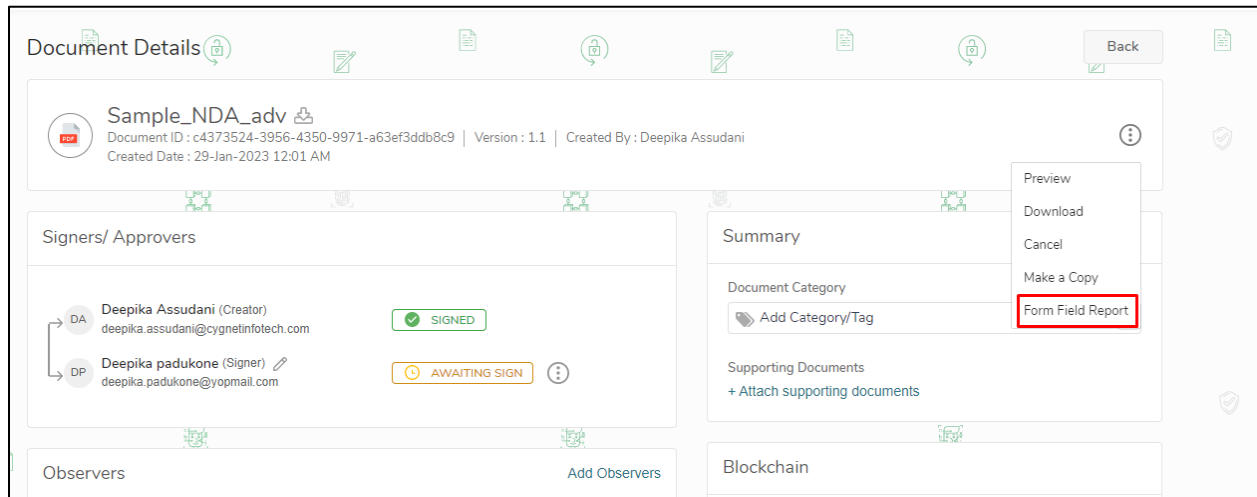 Document Details
Back
PDF
Sample_NDA_adv
Document ID : c4373524-3956-4350-9971-a63ef3ddb8c9 | Version : 1.1 | Created By : Deepika Assudani
Created Date : 29-Jan-2023 12:01 AM
Preview
Download
Cancel
Make a Copy
Form Field Report
Signers/ Approvers
DA
Deepika Assudani (Creator)
deepika.assudani@cygnetinfotech.com
SIGNED
DP
Deepika padukone (Signer)
deepika.padukone@yopmail.com
AWAITING SIGN
Summary
Document Category
Add Category/Tag
Supporting Documents
+ Attach supporting documents
Observers
Add Observers
Blockchain